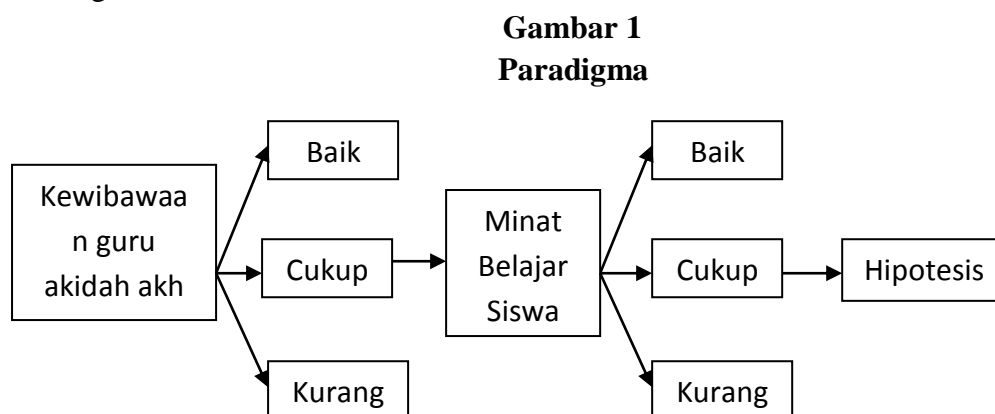 Gambar 1
Paradigma
Kewibawaa
n guru
akidah akh
Baik
Cukup
Kurang
Minat
Belajar
Siswa
Baik
Cukup
Kurang
Hipotesis